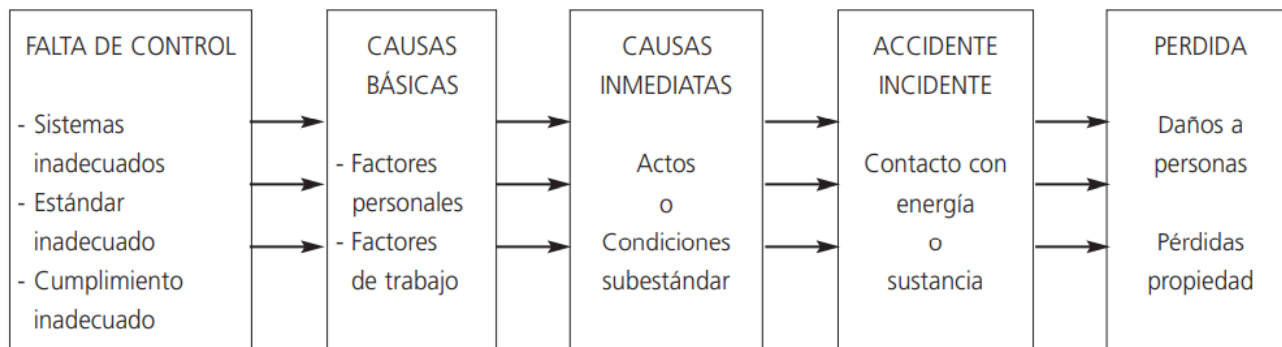 FALTA DE CONTROL
- Sistemas
inadecuados
- Estándar
inadecuado
- Cumplimiento
inadecuado
CAUSAS
BÁSICAS
- Factores
personales
- Factores
de trabajo
CAUSAS
INMEDIATAS
Actos
o
Condiciones
subestándar
ACCIDENTE
INCIDENTE
Contacto con
energía
o
sustancia
PERDIDA
Daños a
personas
Pérdidas
propiedad